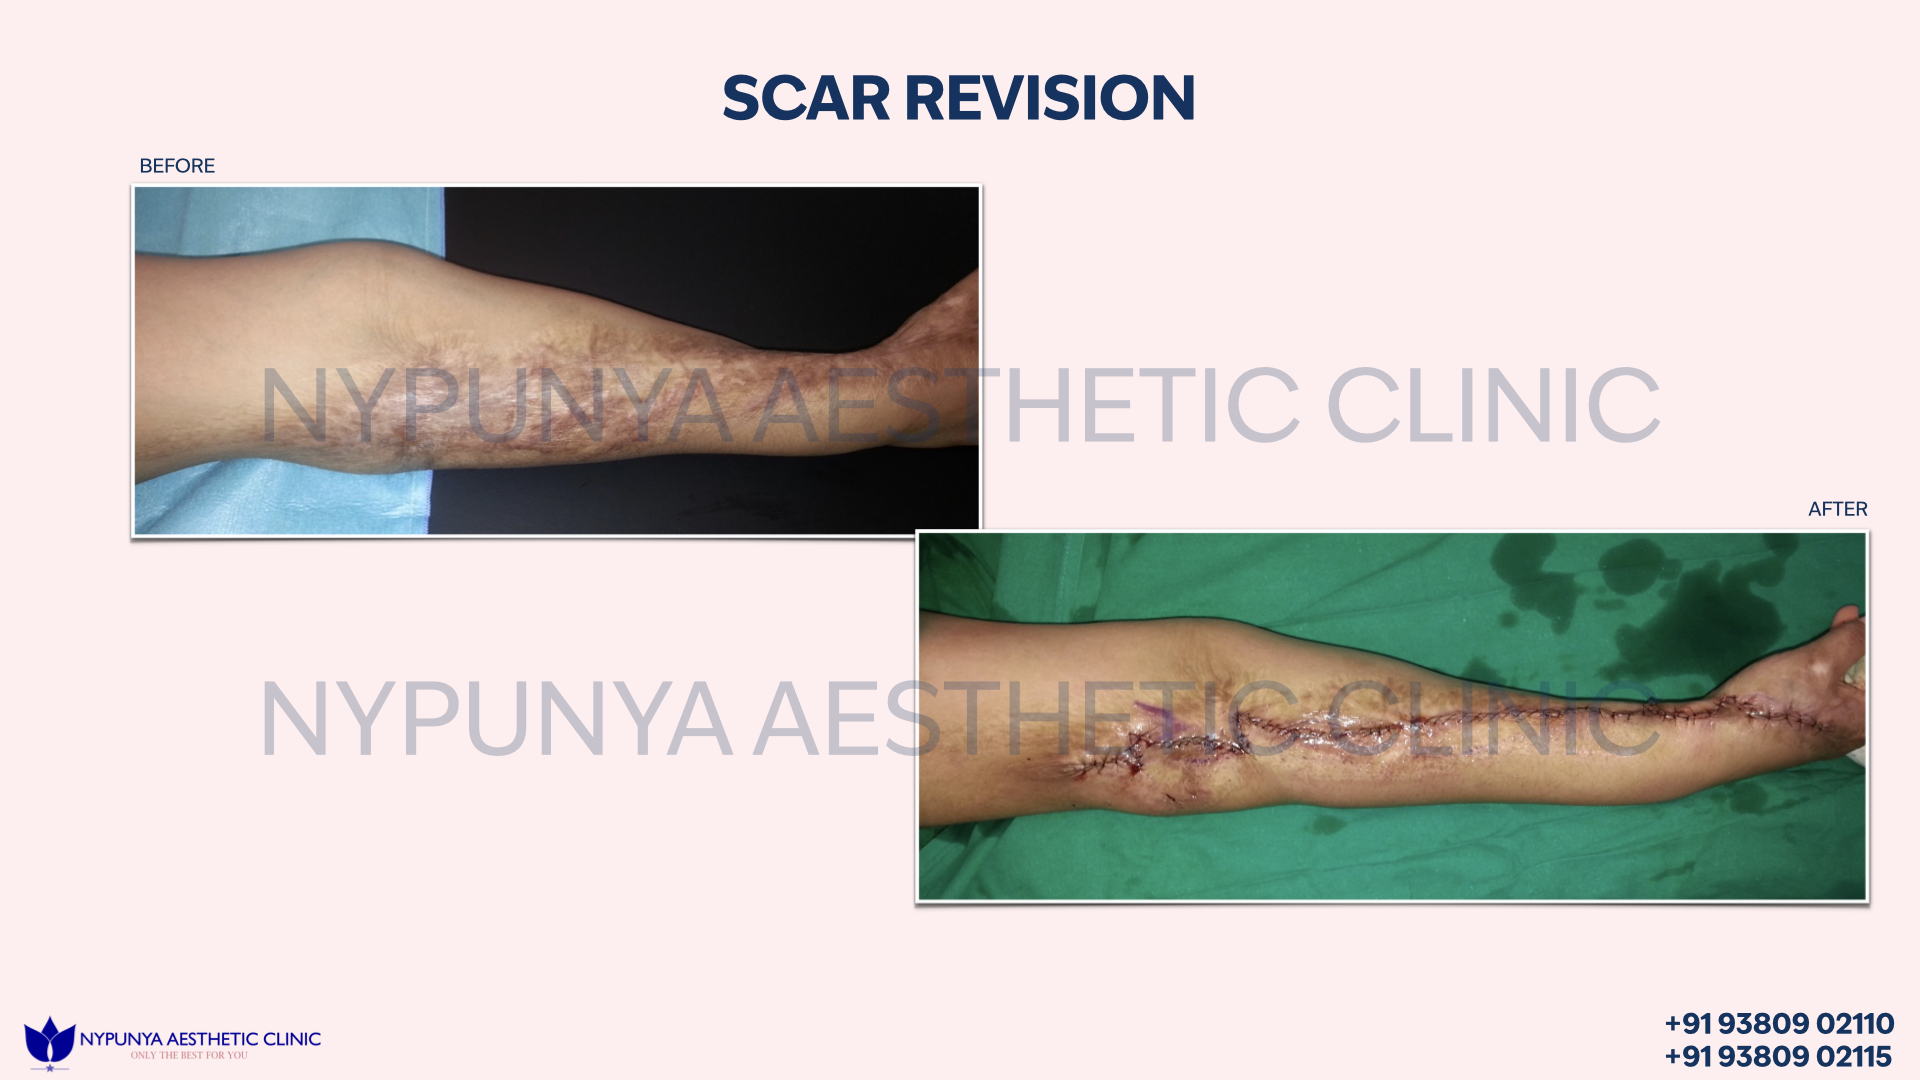 SCAR REVISION
BEFORE
NYPUNYA AESTHETIC CLINIC
AFTER
NYPUNYA AESTHETIC CLINIC
NYPUNYA AESTHETIC CLINIC
ONLY THE BEST FOR YOU
+91 93809 02110
+91 93809 02115